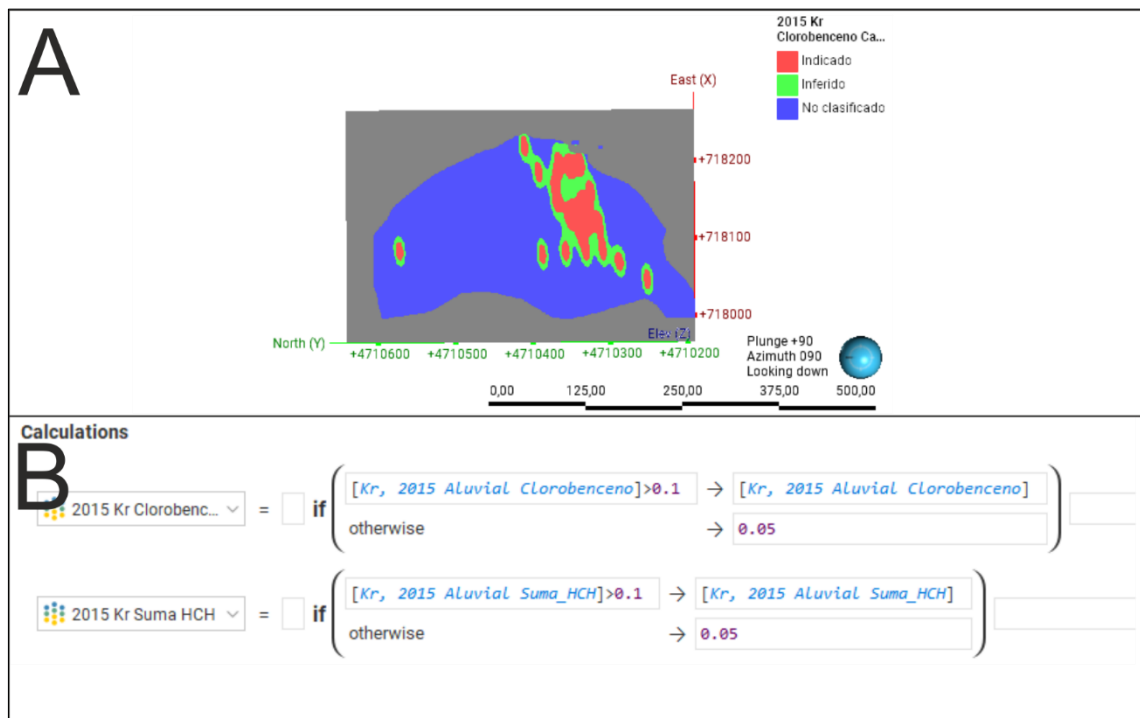 A
2015 Kr
Clorobenceno Ca...
Indicado
Inferido
No clasificado
East (X)
+718200
+718100
+718000
Elev (Z)
North (Y)
+4710600 +4710500 +4710400 +4710300 +4710200
Plunge +90
Azimuth 090
Looking down
0,00 125,00 250,00 375,00 500,00
Calculations
B
2015 Kr Clorobenc... = if [Kr, 2015 Aluvial Clorobenceno]>0.1 → [Kr, 2015 Aluvial Clorobenceno]
otherwise → 0.05
2015 Kr Suma HCH = if [Kr, 2015 Aluvial Suma_HCH]>0.1 → [Kr, 2015 Aluvial Suma_HCH]
otherwise → 0.05